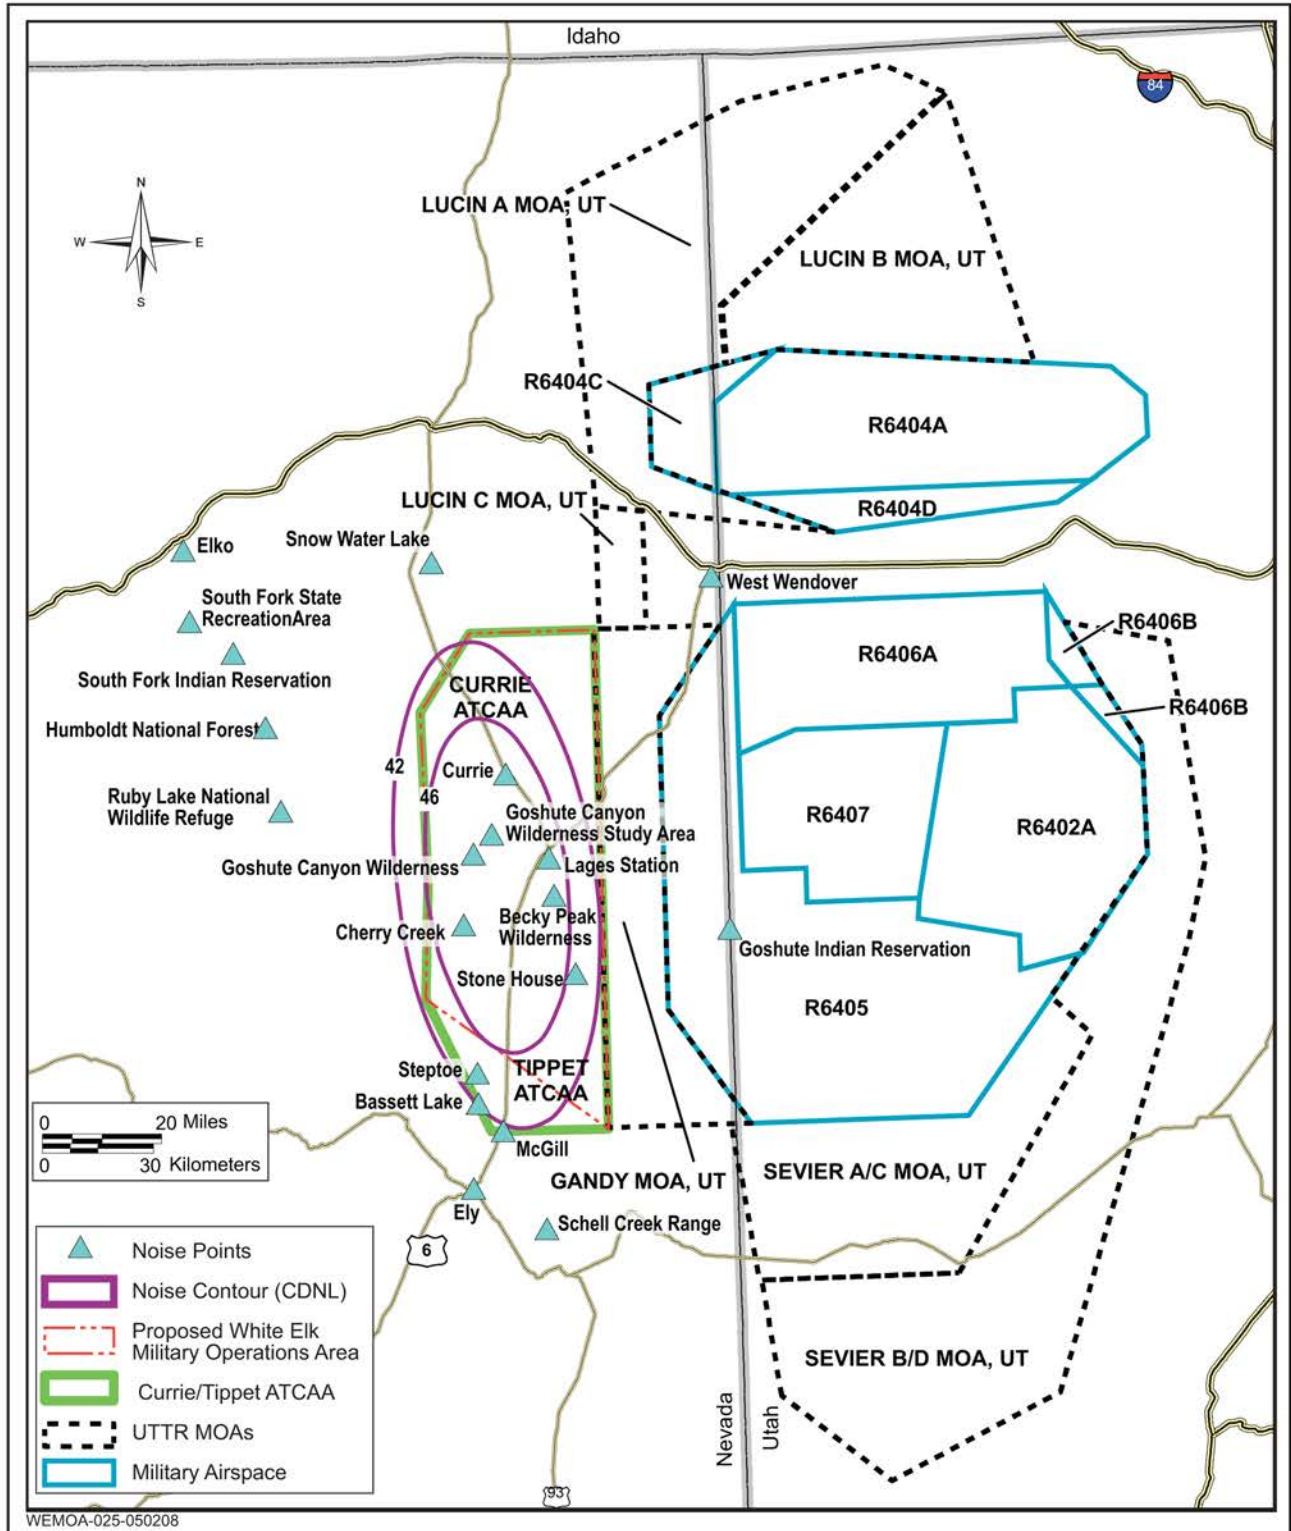 Idaho
84
N
W
E
S
LUCIN A MOA, UT
LUCIN B MOA, UT
R6404C
R6404A
LUCIN C MOA, UT
R6404D
Elko
Snow Water Lake
West Wendover
South Fork State
RecreationArea
R6406B
R6406A
South Fork Indian Reservation
CURRIE
ATCAA
R6406B
Humboldt National Forest
42
Currie
46
Ruby Lake National
Wildlife Refuge
Goshute Canyon
Wilderness Study Area
R6407
R6402A
Goshute Canyon Wilderness
Lages Station
Becky Peak
Wilderness
Cherry Creek
Goshute Indian Reservation
Stone House
R6405
Steptoe
TIPPET
ATCAA
Bassett Lake
0 20 Miles
0 30 Kilometers
McGill
GANDY MOA, UT
SEVIER A/C MOA, UT
Ely
Schell Creek Range
6
Noise Points
Noise Contour (CDNL)
Proposed White Elk
Military Operations Area
Currie/Tippet ATCAA
UTTR MOAs
Military Airspace
SEVIER B/D MOA, UT
Nevada
Utah
93
WEMOA-025-050208